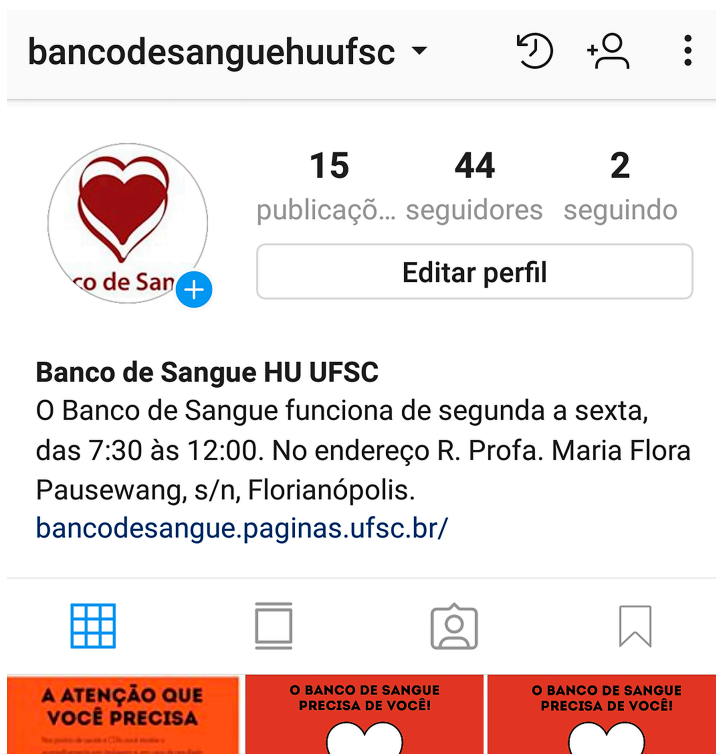 bancodesanguehuufsc
15 44 2
publicaçõ... seguidores seguindo
Editar perfil
co de San
Banco de Sangue HU UFSC
O Banco de Sangue funciona de segunda a sexta,
das 7:30 às 12:00. No endereço R. Profa. Maria Flora
Pausewang, s/n, Florianópolis.
bancodesangue.paginas.ufsc.br/
A ATENÇÃO QUE
VOCÊ PRECISA
O BANCO DE SANGUE
PRECISA DE VOCÊ!
O BANCO DE SANGUE
PRECISA DE VOCÊ!